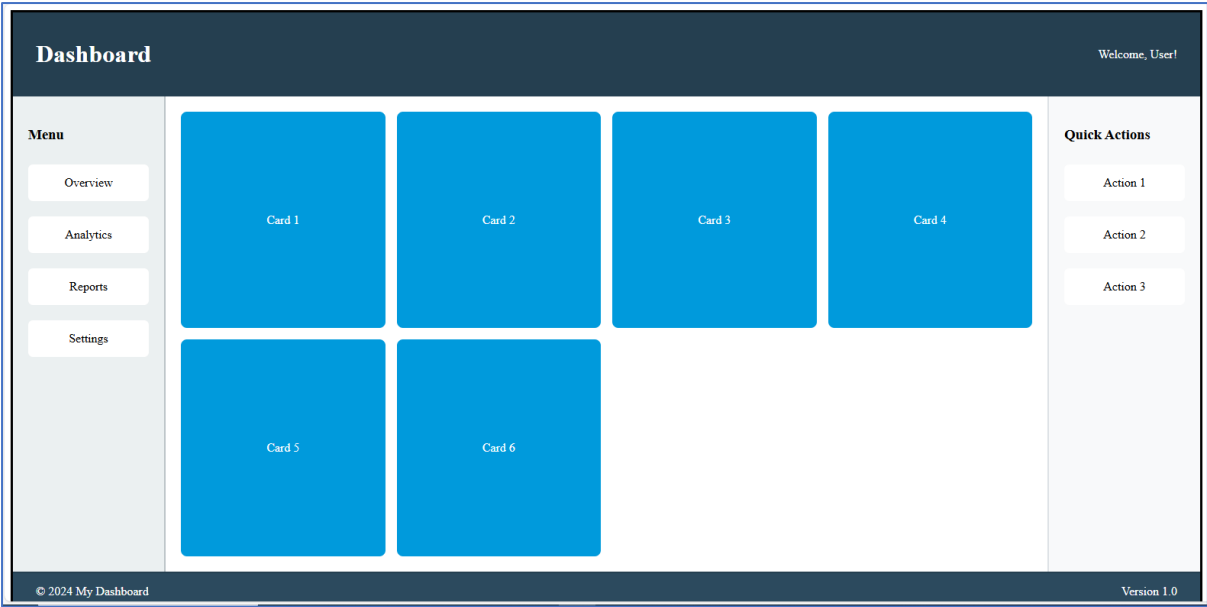 Dashboard
Welcome, User!
Menu
Overview
Analytics
Reports
Settings
Card 1
Card 2
Card 3
Card 4
Card 5
Card 6
Quick Actions
Action 1
Action 2
Action 3
© 2024 My Dashboard
Version 1.0